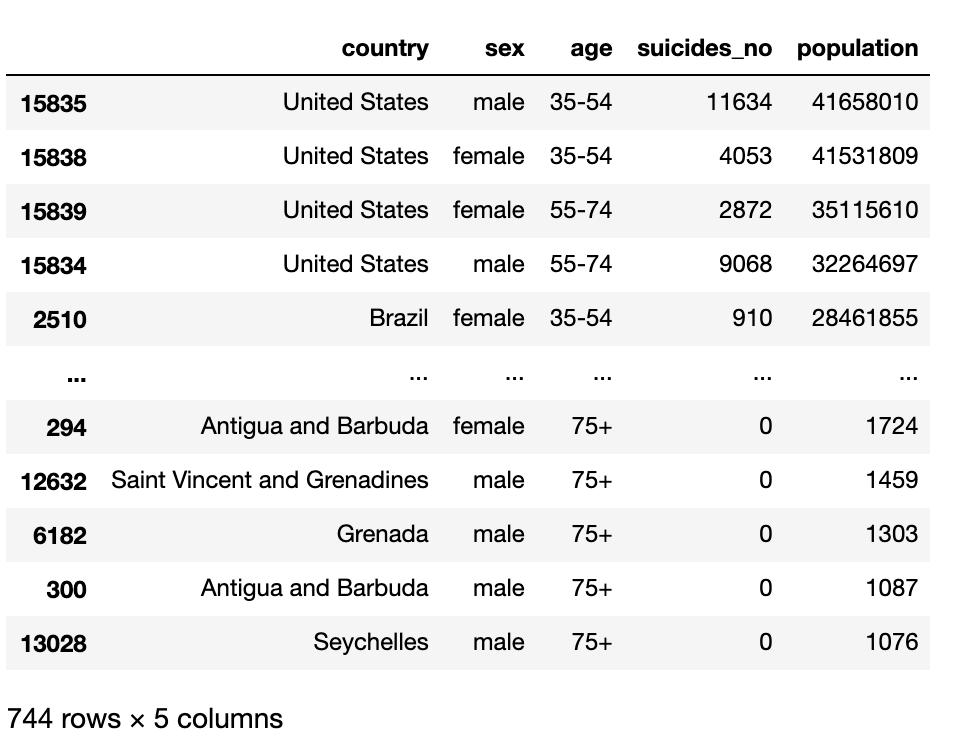 country sex age suicides_no population
15835 United States male 35-54 11634 41658010
15838 United States female 35-54 4053 41531809
15839 United States female 55-74 2872 35115610
15834 United States male 55-74 9068 32264697
2510 Brazil female 35-54 910 28461855
... ... ... ... ... ...
294 Antigua and Barbuda female 75+ 0 1724
12632 Saint Vincent and Grenadines male 75+ 0 1459
6182 Grenada male 75+ 0 1303
300 Antigua and Barbuda male 75+ 0 1087
13028 Seychelles male 75+ 0 1076
744 rows × 5 columns